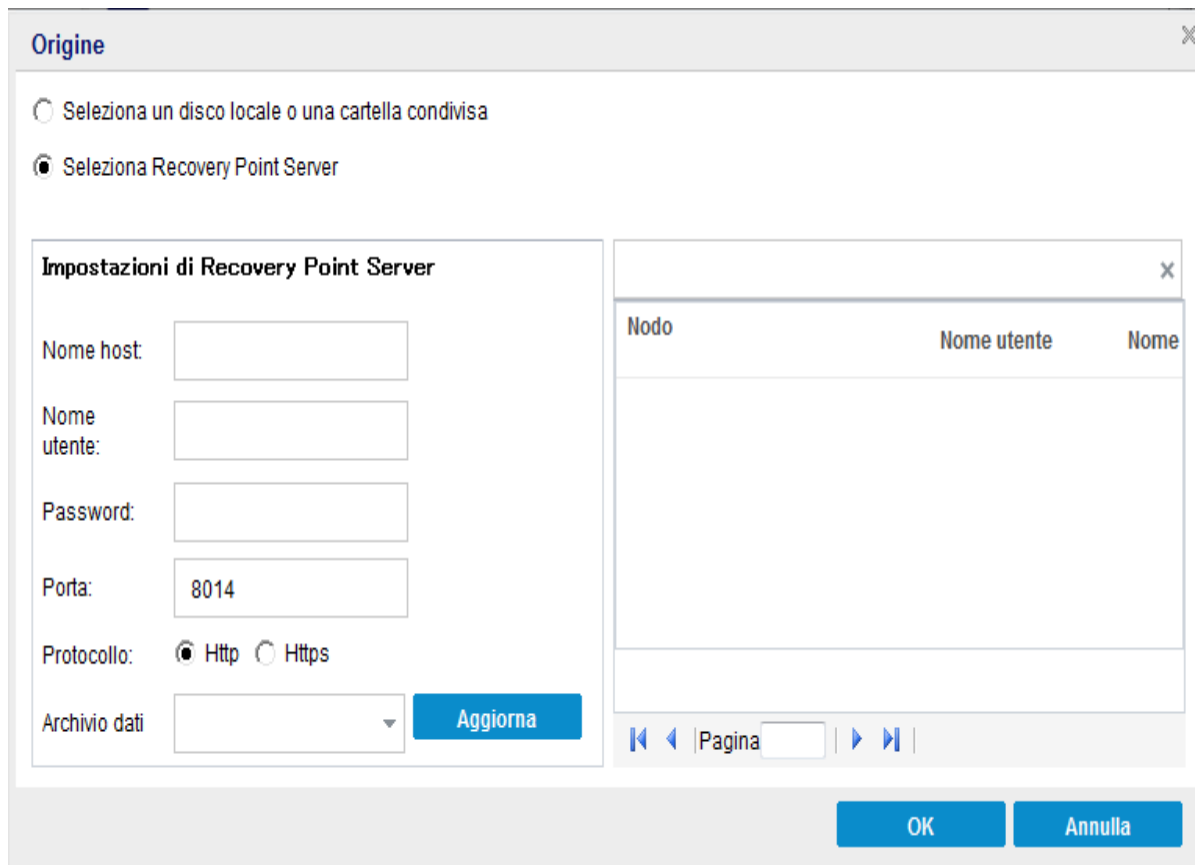 Origine
Seleziona un disco locale o una cartella condivisa
Seleziona Recovery Point Server
Impostazioni di Recovery Point Server
Nome host:
Nome
utente:
Password:
Porta:
8014
Protocollo:
Http
Https
Archivio dati
Aggiorna
Nodo
Nome utente
Nome
Pagina
OK
Annulla